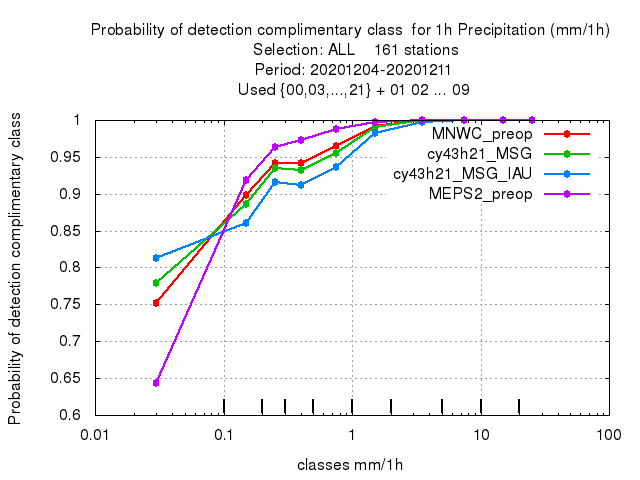 Probability of detection complimentary class  for 1h Precipitation (mm/1h)
Selection: ALL    161 stations
Period: 20201204-20201211
Used {00,03,...,21} + 01 02 ... 09
Probability of detection complimentary class
1
0.95
0.9
0.85
0.8
0.75
0.7
0.65
0.6
MNWC_preop
cy43h21_MSG
cy43h21_MSG_IAU
MEPS2_preop
0.01
0.1
1
10
100
classes mm/1h